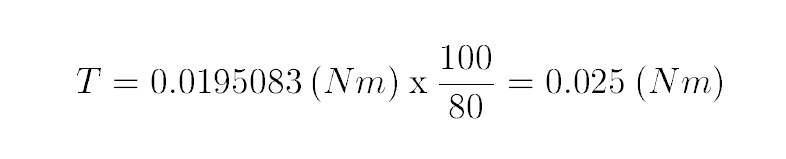 T = 0.0195083 (Nm) x 100/80 = 0.025 (Nm)